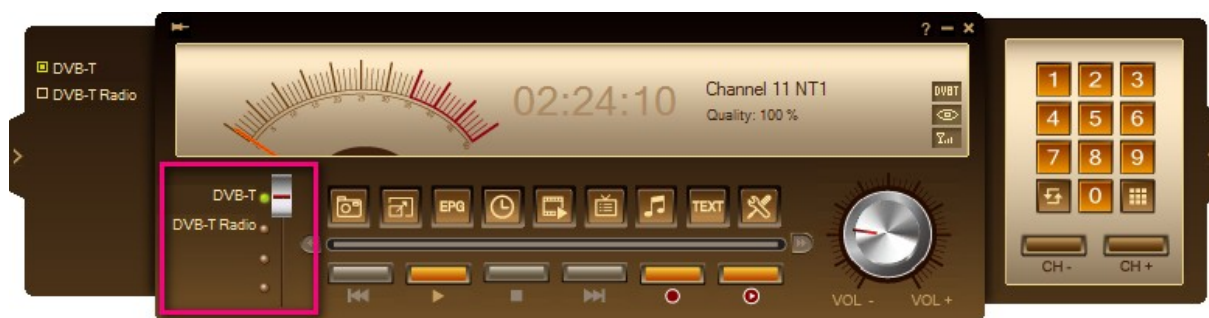 DVB-T
DVB-T Radio
?
02:24:10
Channel 11 NT1
Quality: 100 %
DVBT
DVB-T
DVB-T Radio
EPG
TEXT
VOL - VOL +
1 2 3
4 5 6
7 8 9
0
CH - CH +